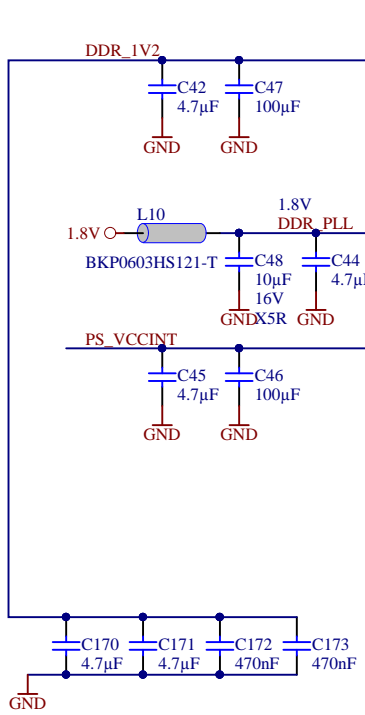 DDR_1V2
C42
4.7µF
C47
100µF
GND
GND
L10
1.8V
1.8V
DDR_PLL
BKP0603HS121-T
C48
10µF
16V
X5R
C44
4.7µ
GND
GND
PS_VCCINT
C45
4.7µF
C46
100µF
GND
GND
C170
4.7µF
C171
4.7µF
C172
470nF
C173
470nF
GND